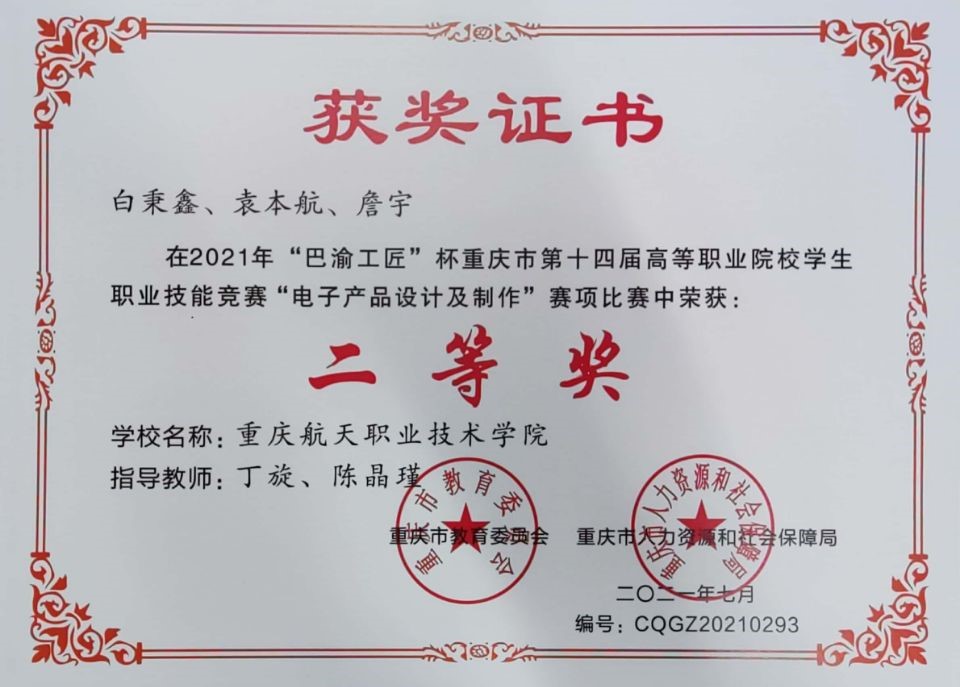 获奖证书
白秉鑫、袁本航、詹宇
在2021年“巴渝工匠”杯重庆市第十四届高等职业院校学生
职业技能竞赛“电子产品设计及制作”赛项比赛中荣获：
二等奖
学校名称：重庆航天职业技术学院
指导教师：丁旋、陈晶瑾
重庆市教育委员会
重庆市教育委员会
重庆市人力资源和社会保障局
重庆市人力资源和社会保障局
二〇二一年七月
编号：CQGZ20210293